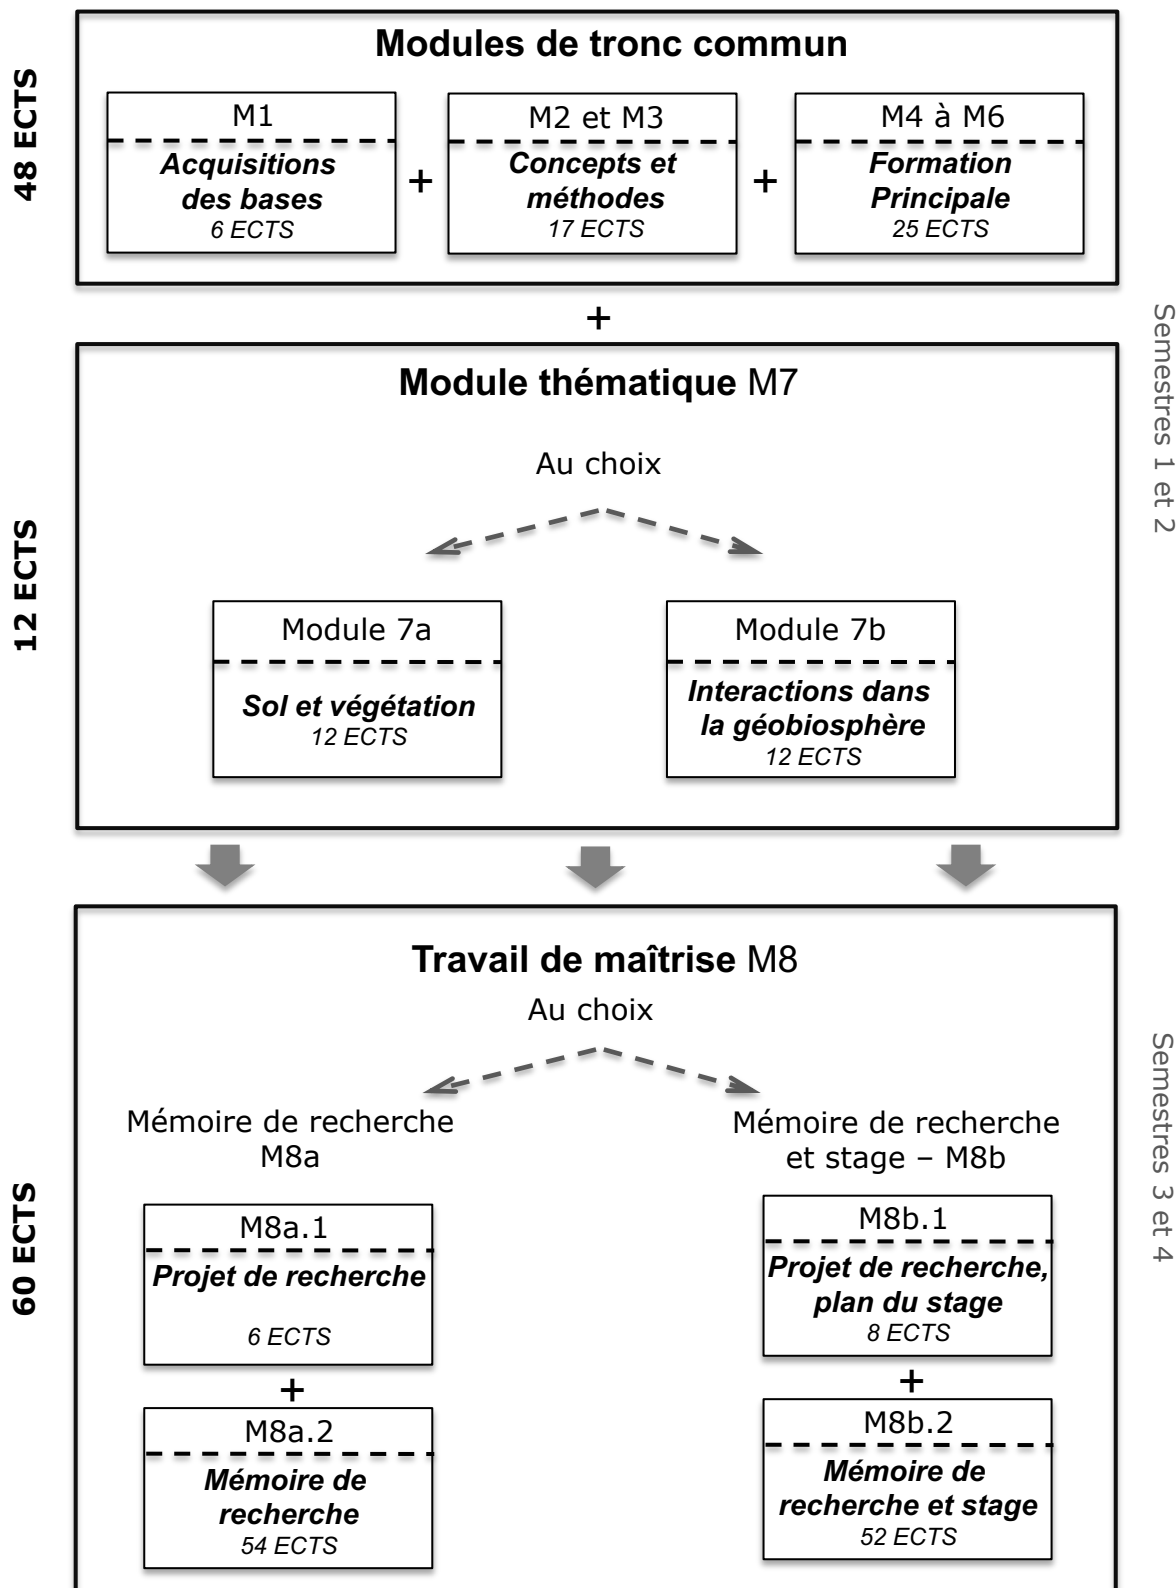 Modules de tronc commun
48 ECTS
M1
Acquisitions
des bases
6 ECTS
+
M2 et M3
Concepts et
méthodes
17 ECTS
+
M4 à M6
Formation
Principale
25 ECTS
+
Semestres 1 et 2
Module thématique M7
12 ECTS
Au choix
Module 7a
Sol et végétation
12 ECTS
Module 7b
Interactions dans
la géobiosphère
12 ECTS
Travail de maîtrise M8
60 ECTS
Semestres 3 et 4
Au choix
Mémoire de recherche
M8a
M8a.1
Projet de recherche
6 ECTS
+
M8a.2
Mémoire de
recherche
54 ECTS
Mémoire de recherche
et stage – M8b
M8b.1
Projet de recherche,
plan du stage
8 ECTS
+
M8b.2
Mémoire de
recherche et stage
52 ECTS